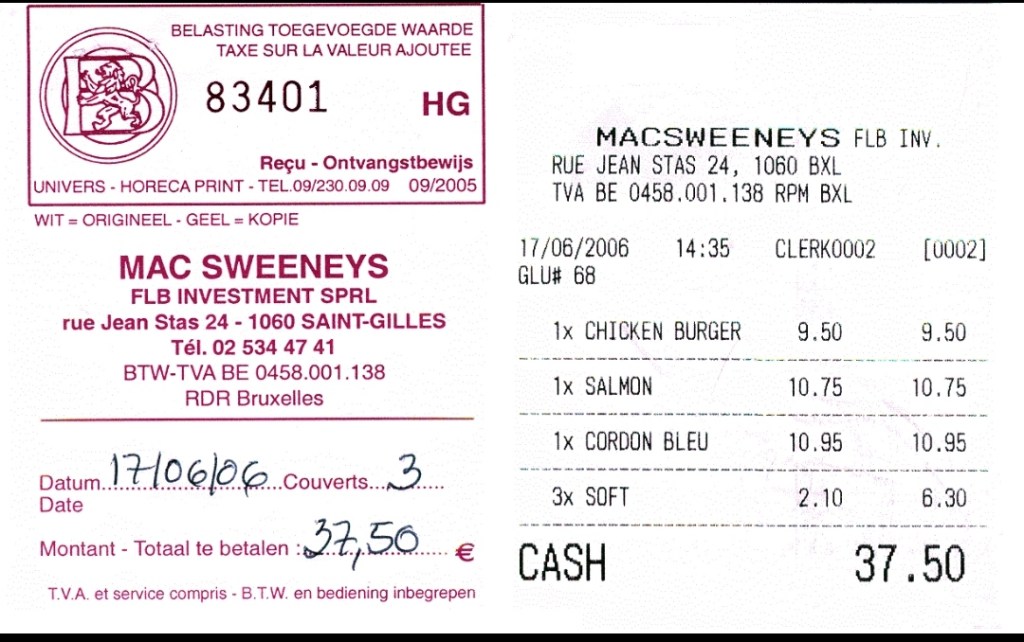 BELASTING TOEGEVOEGDE WAARDE
TAXE SUR LA VALEUR AJOUTEE
B
83401 HG
Reçu - Ontvangstbewijs
UNIVERS - HORECA PRINT - TEL.09/230.09.09 09/2005
WIT = ORIGINEEL - GEEL = KOPIE
MAC SWEENEYS
FLB INVESTMENT SPRL
rue Jean Stas 24 - 1060 SAINT-GILLES
Tél. 02 534 47 41
BTW-TVA BE 0458.001.138
RDR Bruxelles
Datum 17/06/06 Couverts 3
Date
Montant - Totaal te betalen : 37,50 €
T.V.A. et service compris - B.T.W. en bediening inbegrepen
MACSWEENEYS FLB INV.
RUE JEAN STAS 24, 1060 BXL
TVA BE 0458.001.138 RPM BXL
17/06/2006 14:35 CLERK0002 [0002]
GLU# 68
1x CHICKEN BURGER 9.50 9.50
1x SALMON 10.75 10.75
1x CORDON BLEU 10.95 10.95
3x SOFT 2.10 6.30
CASH 37.50